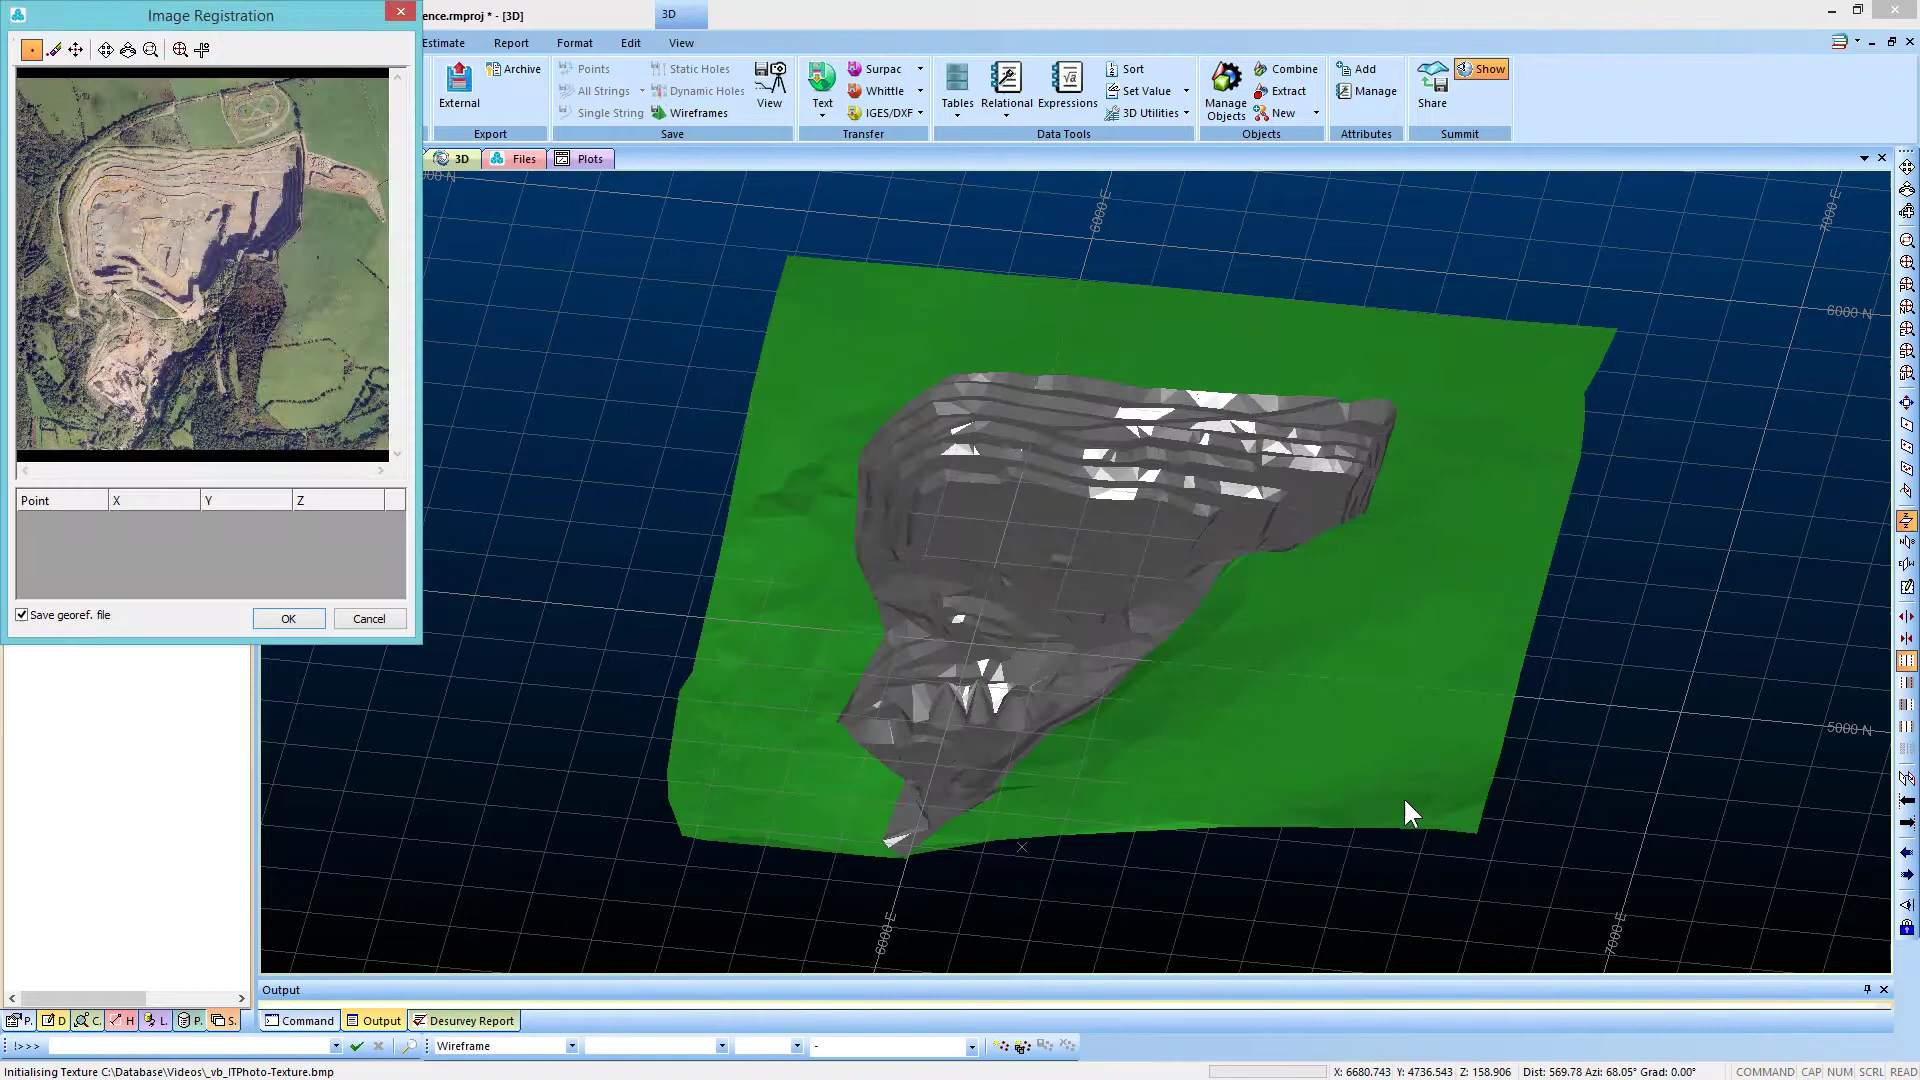 Image Registration
ence.rmproj * - [3D]
3D
Estimate Report Format Edit View
External
Archive
Export
Points
All Strings
Single String
Static Holes
Dynamic Holes
Wireframes
View
Save
Text
Surpac
Whittle
IGES/DXF
Transfer
Tables
Relational
Expressions
Sort
Set Value
3D Utilities
Data Tools
Manage
Objects
Combine
Extract
New
Objects
Add
Manage
Attributes
Share
Show
Summit
3D Files Plots
6000 E
7000 E
6000 N
5000 N
6000 E
7000 E
Point X Y Z
Save georef. file
OK Cancel
Output
P. D C. H L. P. S.
Command Output Desurvey Report
!>>>
Wireframe
-
Initialising Texture C:\Database\Videos\_vb_ITPhoto-Texture.bmp
X: 6680.743 Y: 4736.543 Z: 158.906 Dist: 569.78 Azi: 68.05° Grad: 0.00°
COMMAND CAP NUM SCRL READ